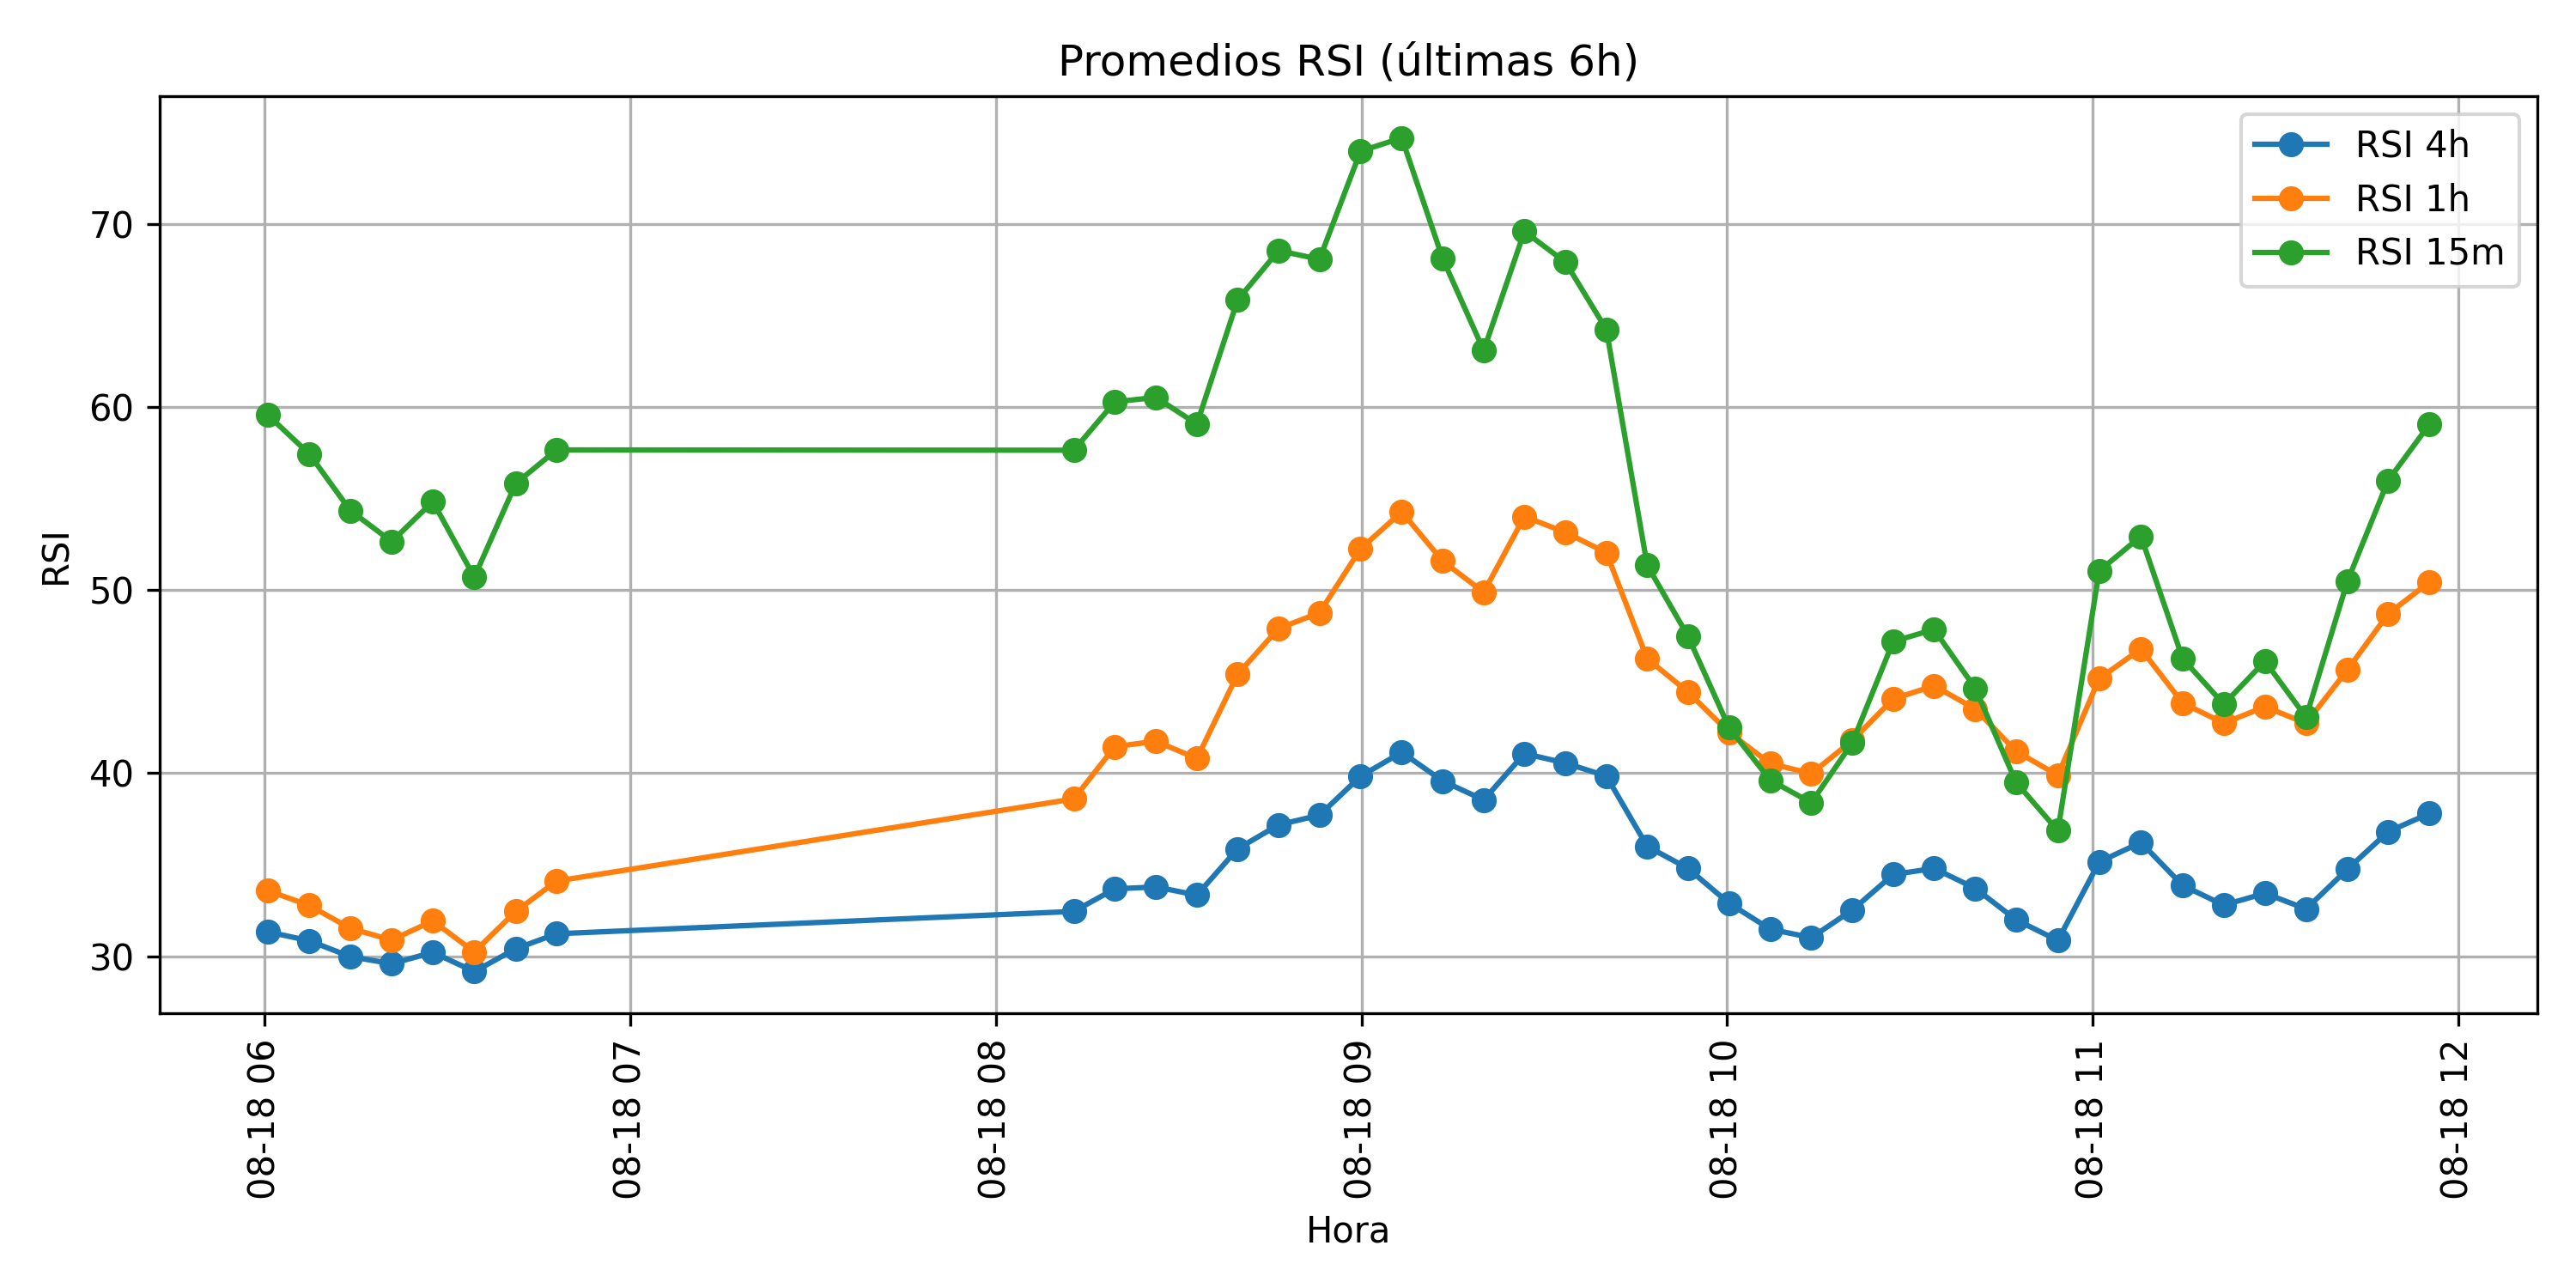 Promedios RSI (últimas 6h)
RSI 4h
RSI 1h
RSI 15m
70
60
50
40
30
RSI
08-18 06
08-18 07
08-18 08
08-18 09
08-18 10
08-18 11
08-18 12
Hora